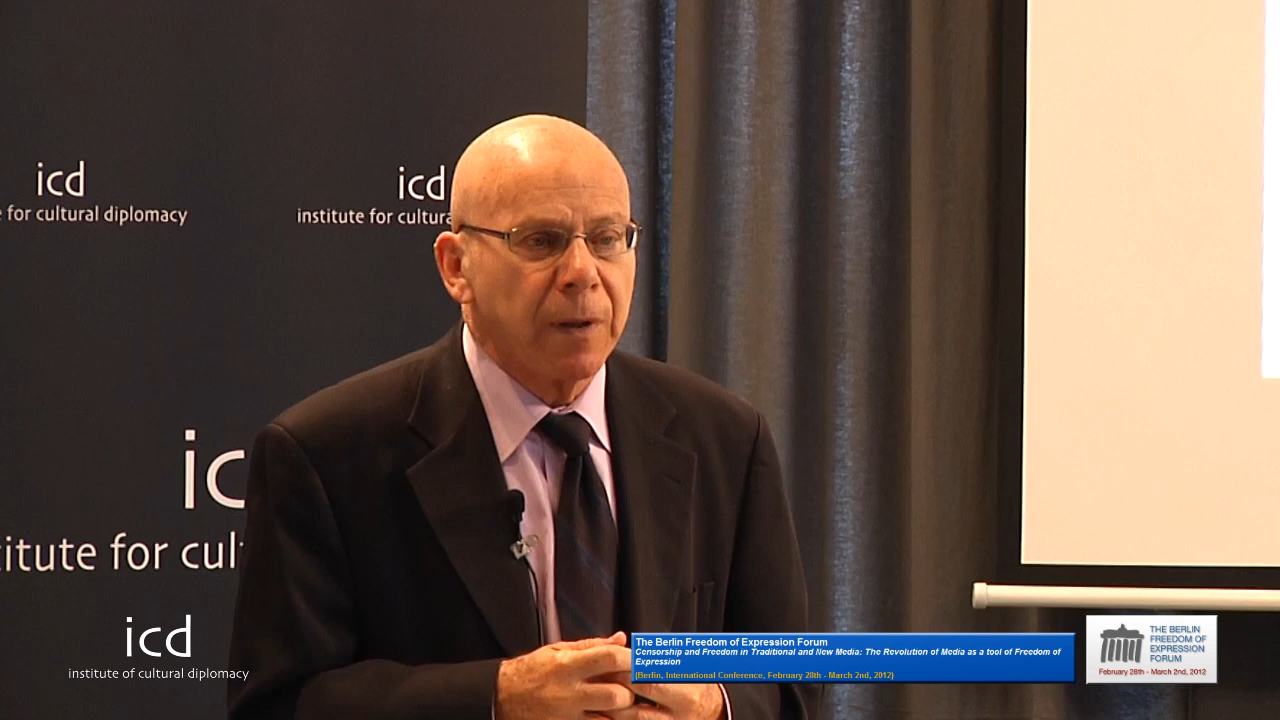 icd
e for cultural diplomacy
icd
institute for cultura
ic
titute for cul
icd
institute of cultural diplomacy
The Berlin Freedom of Expression Forum
Censorship and Freedom in Traditional and New Media: The Revolution of Media as a tool of Freedom of
Expression
(Berlin, International Conference, February 28th - March 2nd, 2012)
THE BERLIN
FREEDOM OF
EXPRESSION
FORUM
February 28th - March 2nd, 2012